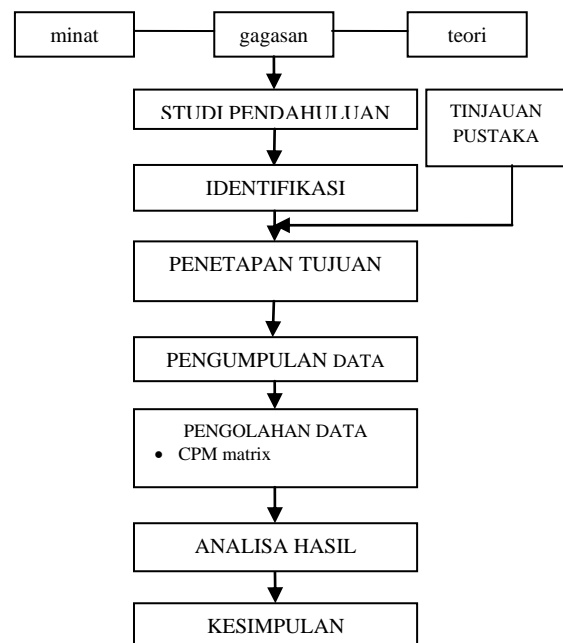 minat
gagasan
teori
STUDI PENDAHULUAN
TINJAUAN
PUSTAKA
IDENTIFIKASI
PENETAPAN TUJUAN
PENGUMPULAN DATA
PENGOLAHAN DATA
• CPM matrix
ANALISA HASIL
KESIMPULAN